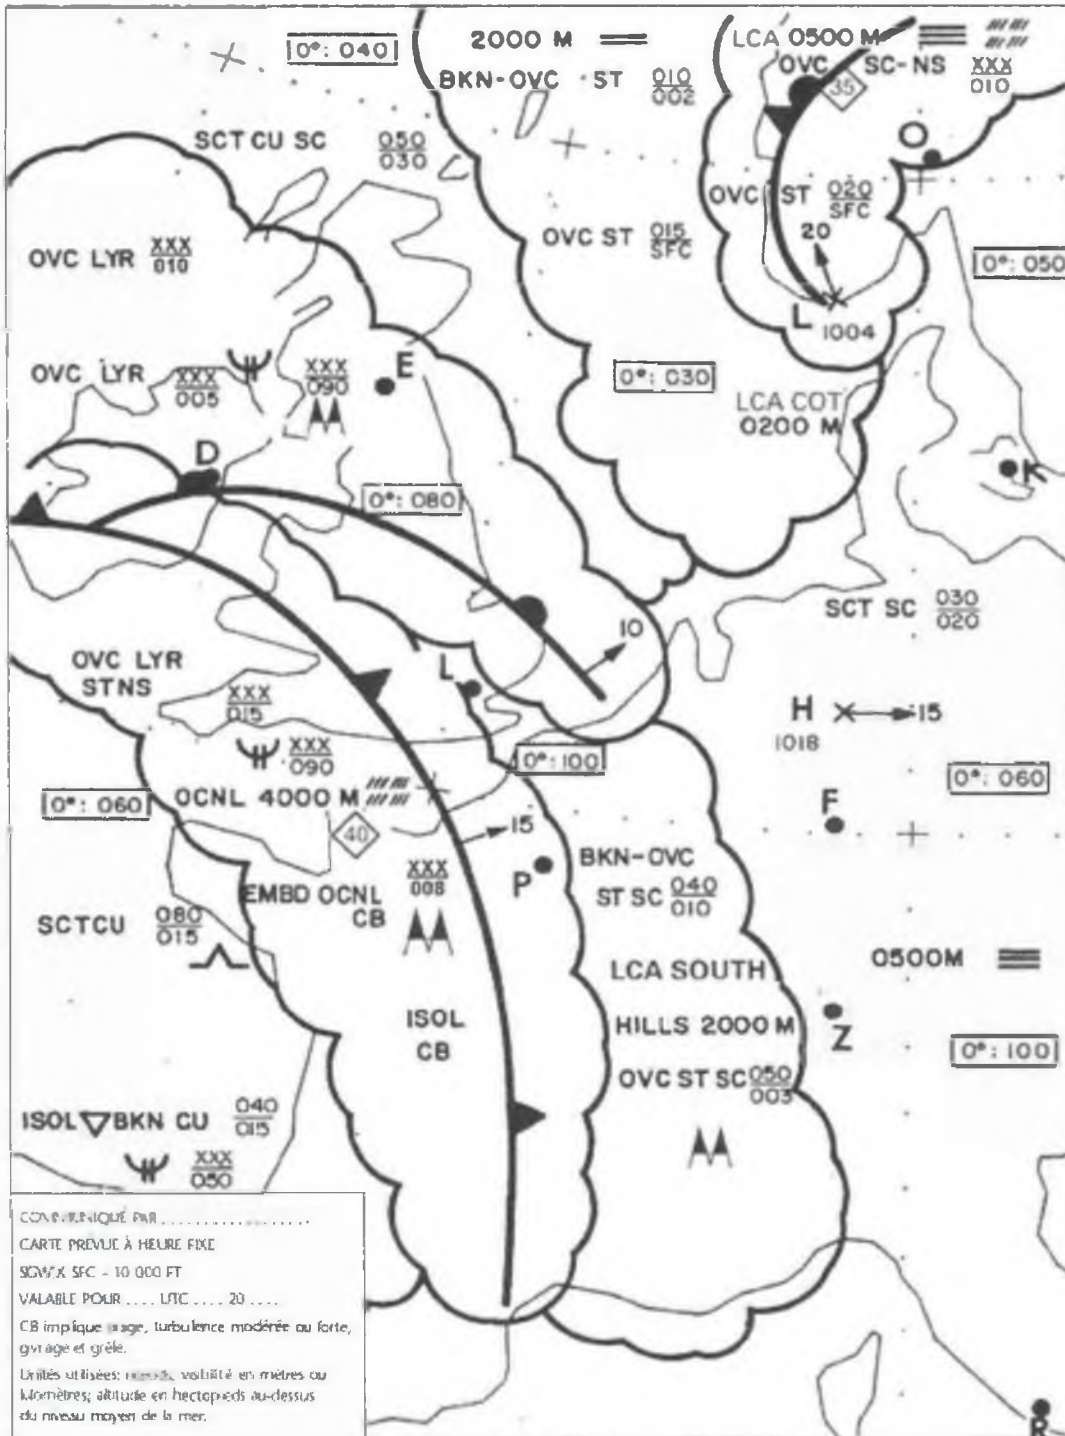 0°: 040
2000 M
BKN-OVC ST 010
002
LCA 0500 M
OVC SC-NS XXX
010
35
O
SCT CU SC 050
030
OVC LYR XXX
010
OVC ST 015
SFC
OVC ST 020
SFC
20
0°: 050
L 1004
OVC LYR XXX
005
XXX
090
E
0°: 030
LCA COT
0200 M
K
D
0°: 080
SCT SC 030
020
10
OVC LYR
STNS
XXX
015
L
H
1018
15
XXX
090
0°: 100
0°: 060
0°: 060
OCNL 4000 M
40
15
F
P
BKN-OVC
ST SC 040
010
EMBD OCNL
CB
XXX
008
SCTCU 080
015
LCA SOUTH
HILLS 2000 M
0500M
Z
ISOL
CB
OVC ST SC 050
003
0°: 100
ISOL BKN CU 040
015
XXX
050
COMMUNIQUÉ PAR ....................
CARTE PREVUE À HEURE FIXE
SFC - 10 000 FT
VALABLE POUR .... UTC .... 20 ....
CB implique orage, turbulence modérée ou forte,
givrage et grêle.
Unités utilisées: nœuds, visibilité en mètres ou
kilomètres; altitude en hectopieds au-dessus
du niveau moyen de la mer.
R